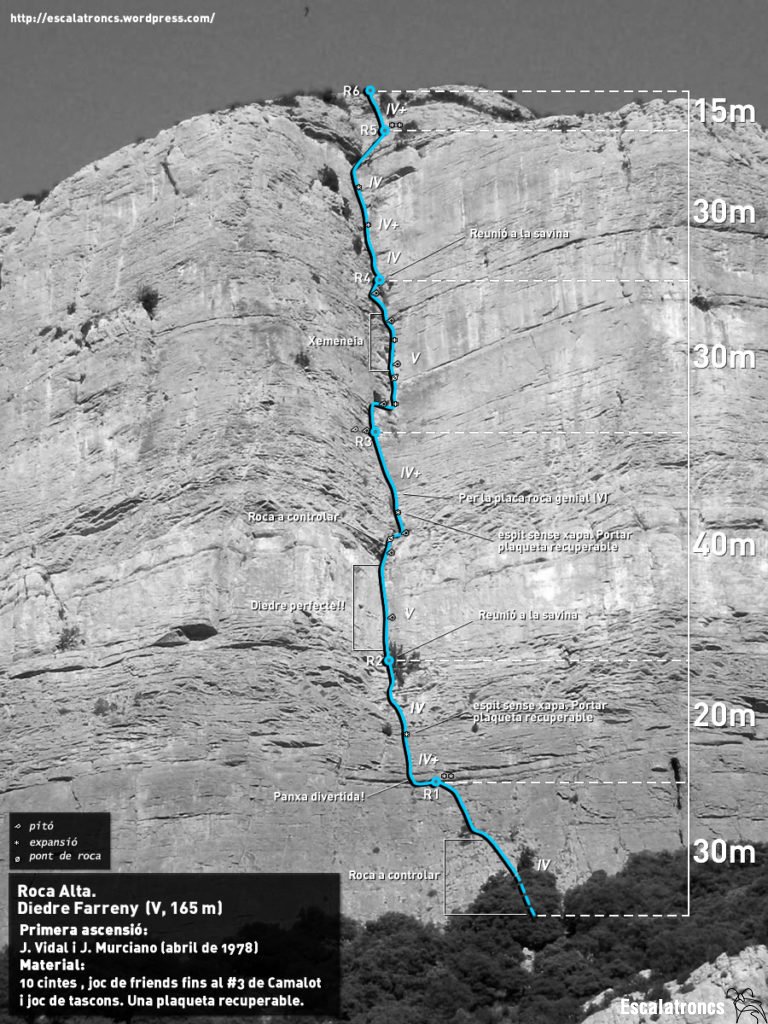 http://escalatroncs.wordpress.com/
R6
IV+
15m
R5
IV
30m
IV+
Reunió a la savina
IV
R4
Xemeneia
V
30m
R3
IV+
Per la placa roca genial (V)
Roca a controlar
espit sense xapa. Portar
plaqueta recuperable
40m
Diedre perfecte!!
V
Reunió a la savina
R2
IV
espit sense xapa. Portar
plaqueta recuperable
20m
IV+
Panxa divertida!
R1
30m
IV
Roca a controlar
pitó
expansió
pont de roca
Roca Alta.
Diedre Farreny (V, 165 m)
Primera ascensió:
J. Vidal i J. Murciano (abril de 1978)
Material:
10 cintes , joc de friends fins al #3 de Camalot
i joc de tascons. Una plaqueta recuperable.
Escalatroncs